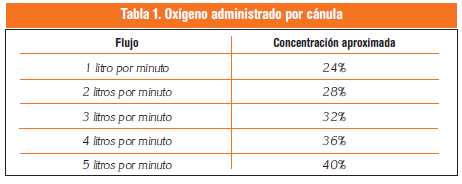 Tabla 1. Oxígeno administrado por cánula
Flujo Concentración aproximada
1 litro por minuto 24%
2 litros por minuto 28%
3 litros por minuto 32%
4 litros por minuto 36%
5 litros por minuto 40%